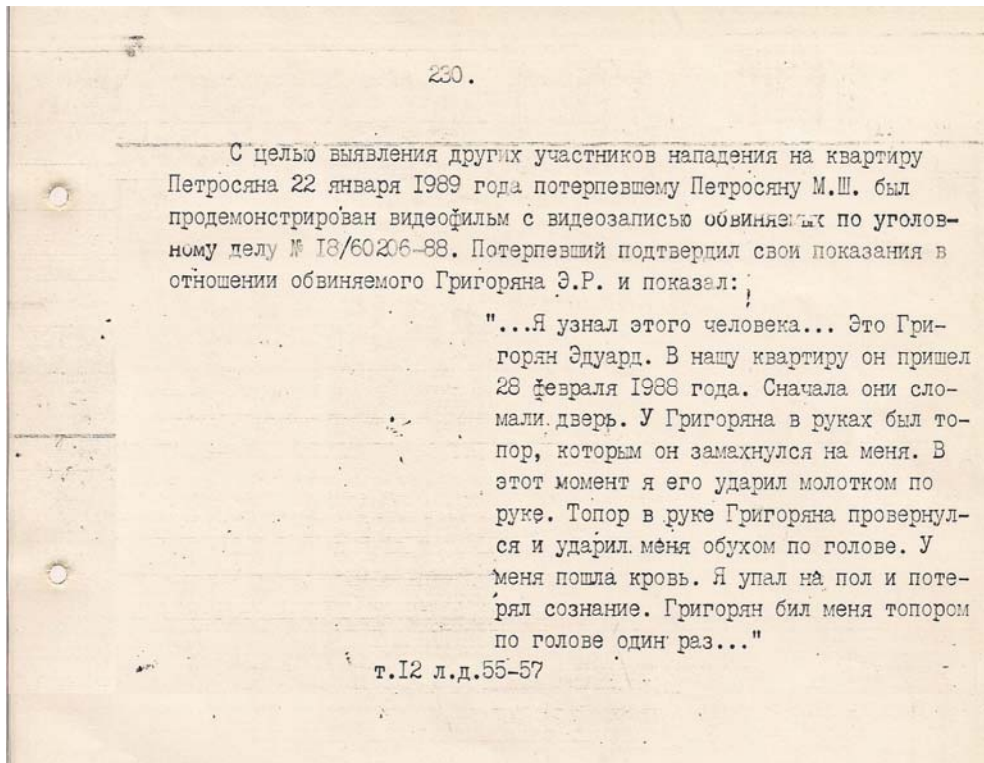 230.
С целью выявления других участников нападения на квартиру
Петросяна 22 января 1989 года потерпевшему Петросяну М.Ш. был
продемонстрирован видеофильм с видеозаписью обвиняемых по уголов-
ному делу № 18/60206-88. Потерпевший подтвердил свои показания в
отношении обвиняемого Григоряна Э.Р. и показал:
"...Я узнал этого человека... Это Гри-
горян Эдуард. В нашу квартиру он пришел
28 февраля 1988 года. Сначала они сло-
мали дверь. У Григоряна в руках был то-
пор, которым он замахнулся на меня. В
этот момент я его ударил молотком по
руке. Топор в руке Григоряна провернул-
ся и ударил меня обухом по голове. У
меня пошла кровь. Я упал на пол и поте-
рял сознание. Григорян бил меня топором
по голове один раз..."
т.12 л.д.55-57